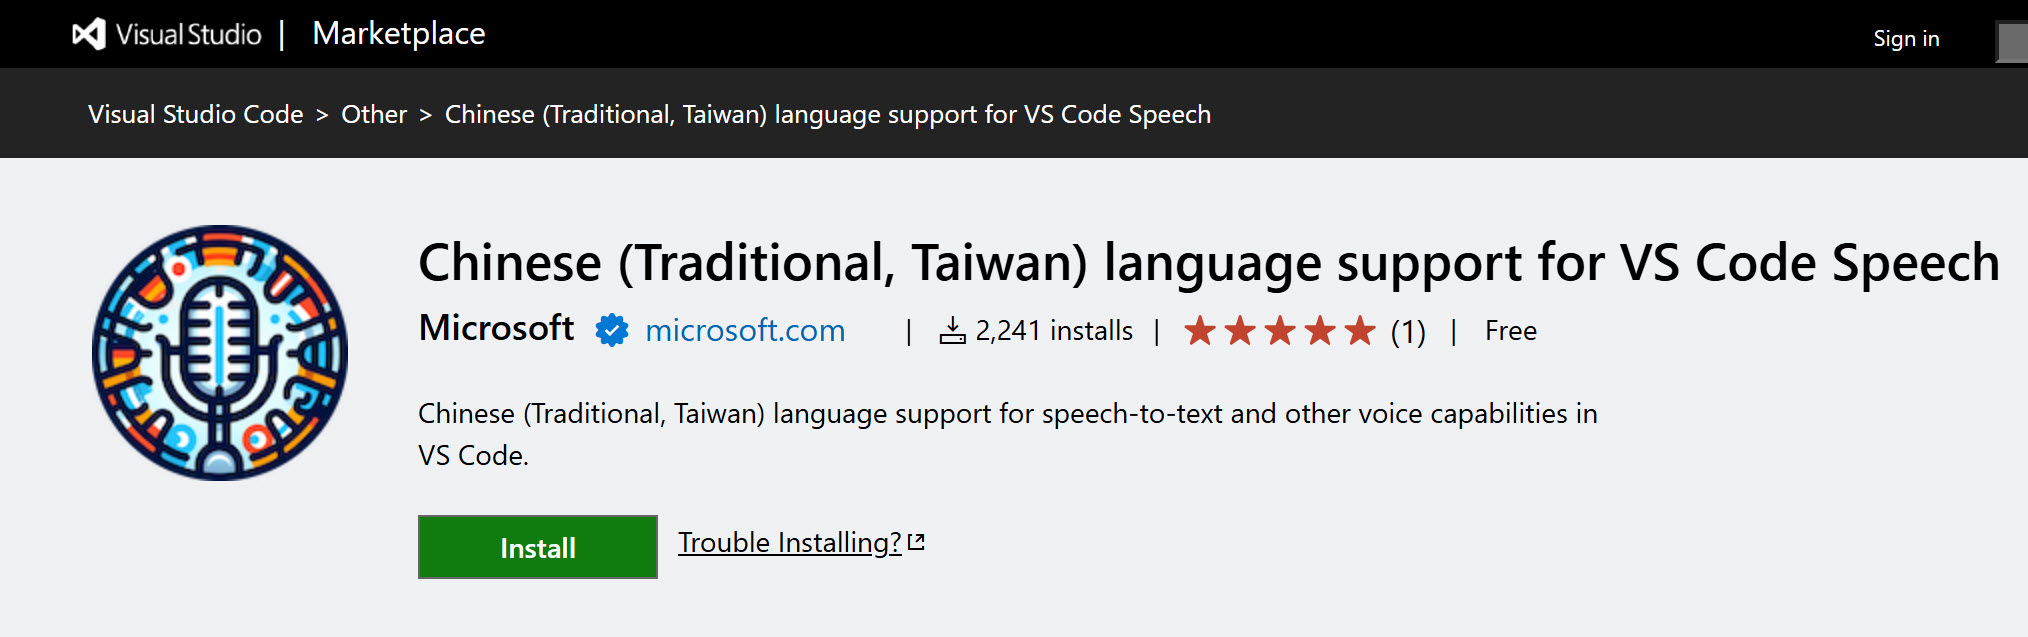 Visual Studio | Marketplace
Sign in
Visual Studio Code > Other > Chinese (Traditional, Taiwan) language support for VS Code Speech
Chinese (Traditional, Taiwan) language support for VS Code Speech
Microsoft microsoft.com | 2,241 installs | (1) | Free
Chinese (Traditional, Taiwan) language support for speech-to-text and other voice capabilities in
VS Code.
Install Trouble Installing?